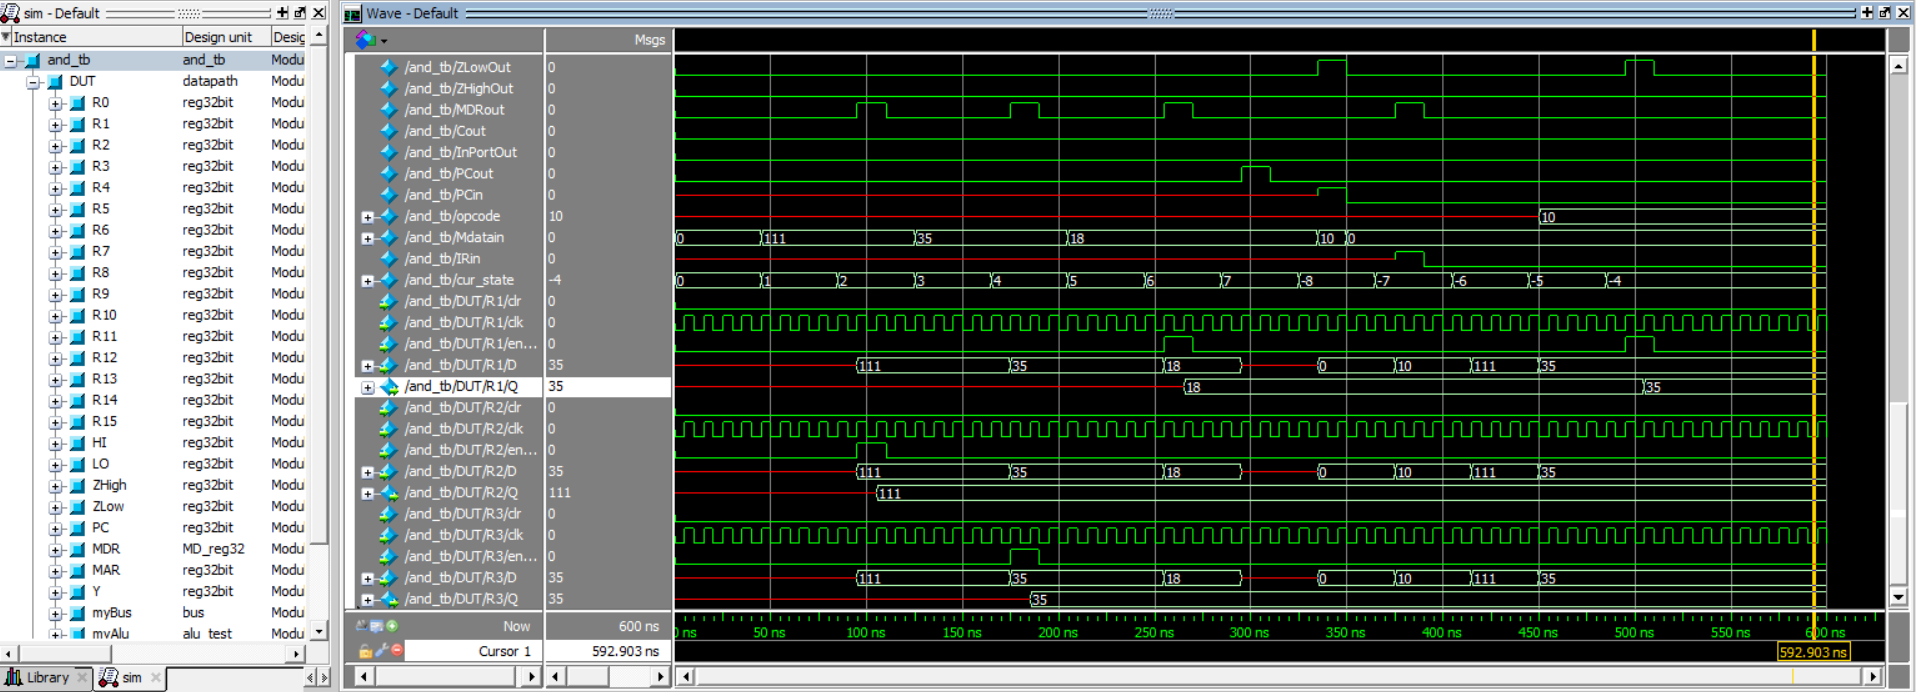 sim - Default
Instance Design unit Desig
and_tb and_tb Modu
DUT datapath Modu
R0 reg32bit Modu
R1 reg32bit Modu
R2 reg32bit Modu
R3 reg32bit Modu
R4 reg32bit Modu
R5 reg32bit Modu
R6 reg32bit Modu
R7 reg32bit Modu
R8 reg32bit Modu
R9 reg32bit Modu
R10 reg32bit Modu
R11 reg32bit Modu
R12 reg32bit Modu
R13 reg32bit Modu
R14 reg32bit Modu
R15 reg32bit Modu
HI reg32bit Modu
LO reg32bit Modu
ZHigh reg32bit Modu
ZLow reg32bit Modu
PC reg32bit Modu
MDR MD_reg32 Modu
MAR reg32bit Modu
Y reg32bit Modu
myBus bus Modu
myAlu alu_test Modu
Library sim
Wave - Default
Msgs
/and_tb/ZLowOut 0
/and_tb/ZHighOut 0
/and_tb/MDRout 0
/and_tb/Cout 0
/and_tb/InPortOut 0
/and_tb/PCout 0
/and_tb/PCin 0
/and_tb/opcode 10 10
/and_tb/Mdatain 0 0 111 35 18 10 0
/and_tb/IRin 0
/and_tb/cur_state -4 0 1 2 3 4 5 6 7 -8 -7 -6 -5 -4
/and_tb/DUT/R1/clr 0
/and_tb/DUT/R1/clk 0
/and_tb/DUT/R1/en... 0
/and_tb/DUT/R1/D 35 111 35 18 0 10 111 35
/and_tb/DUT/R1/Q 35 18 35
/and_tb/DUT/R2/clr 0
/and_tb/DUT/R2/clk 0
/and_tb/DUT/R2/en... 0
/and_tb/DUT/R2/D 35 111 35 18 0 10 111 35
/and_tb/DUT/R2/Q 111 111
/and_tb/DUT/R3/clr 0
/and_tb/DUT/R3/clk 0
/and_tb/DUT/R3/en... 0
/and_tb/DUT/R3/D 35 111 35 18 0 10 111 35
/and_tb/DUT/R3/Q 35 35
Now 600 ns ns 50 ns 100 ns 150 ns 200 ns 250 ns 300 ns 350 ns 400 ns 450 ns 500 ns 550 ns 600 ns
Cursor 1 592.903 ns 592.903 ns